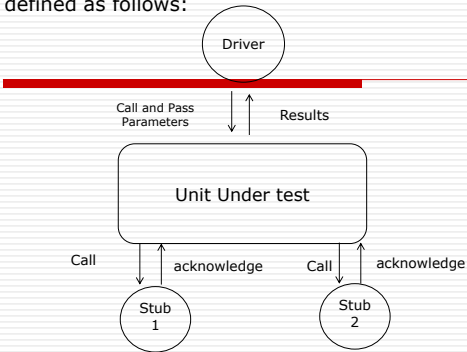 defined as follows:
Driver
Call and Pass
Parameters
Results
Unit Under test
Call
acknowledge
Call
acknowledge
Stub
1
Stub
2